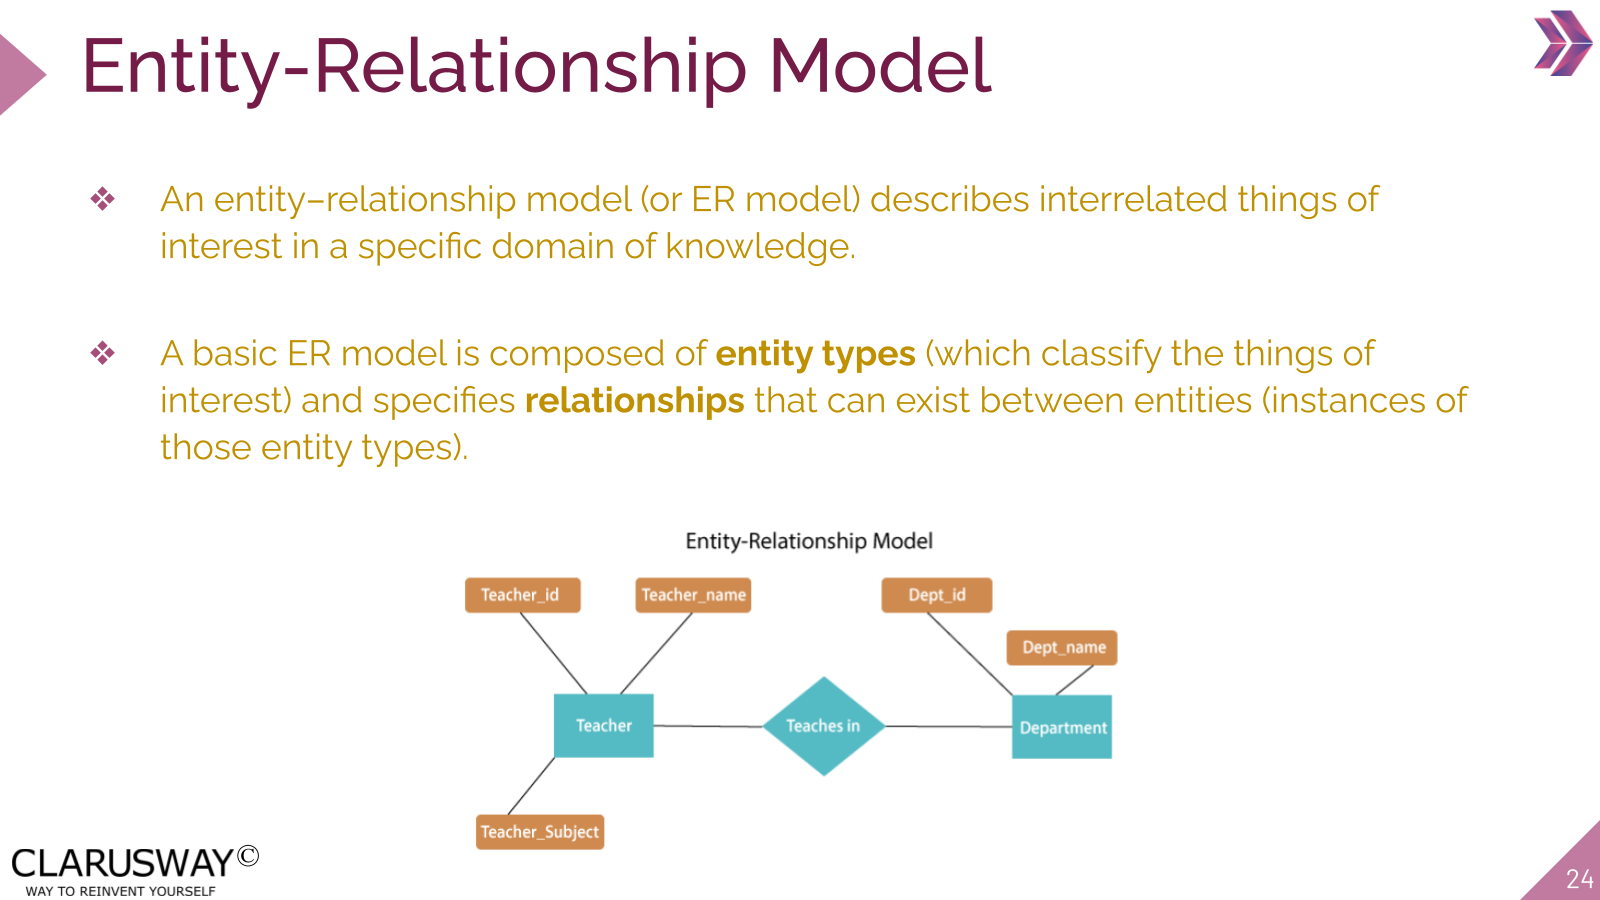 Entity-Relationship Model
❖ An entity–relationship model (or ER model) describes interrelated things of
interest in a specific domain of knowledge.
❖ A basic ER model is composed of entity types (which classify the things of
interest) and specifies relationships that can exist between entities (instances of
those entity types).
Entity-Relationship Model
Teacher_id
Teacher_name
Dept_id
Dept_name
Teacher
Teaches in
Department
Teacher_Subject
CLARUSWAY©
WAY TO REINVENT YOURSELF
24